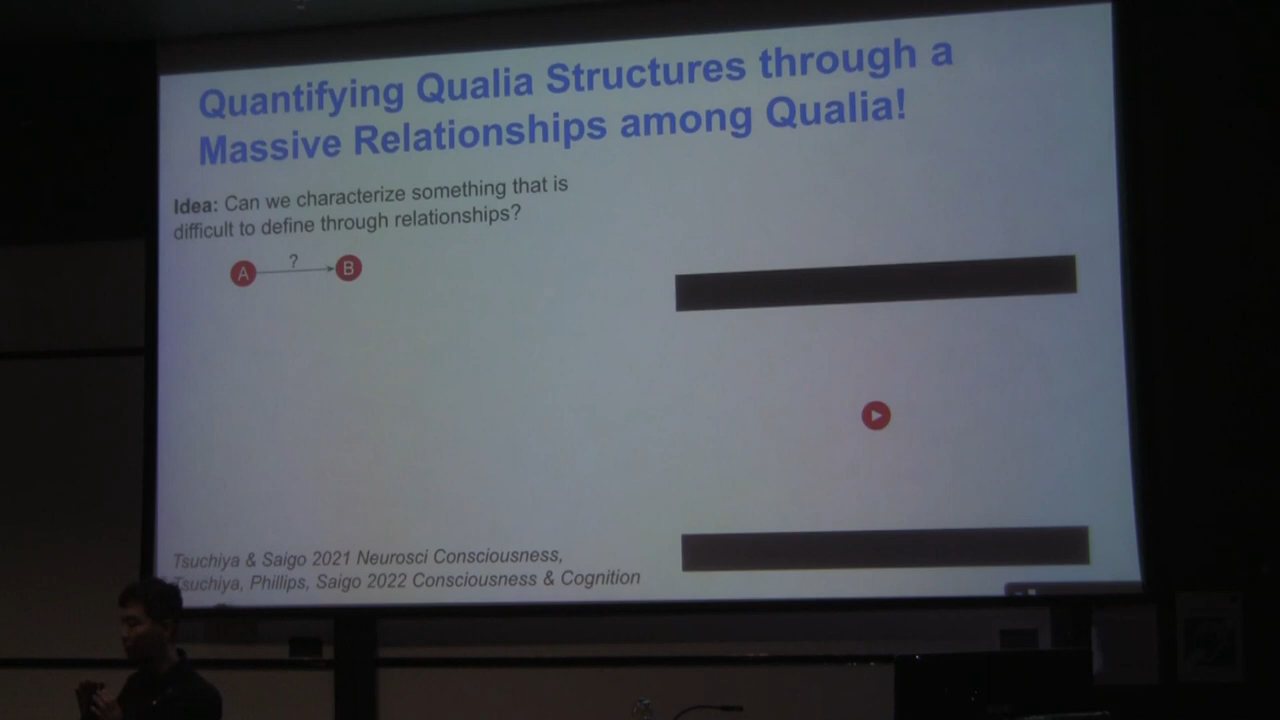 Quantifying Qualia Structures through a
Massive Relationships among Qualia!
Idea: Can we characterize something that is
difficult to define through relationships?
A ? B
Tsuchiya & Saigo 2021 Neurosci Consciousness,
Tsuchiya, Phillips, Saigo 2022 Consciousness & Cognition